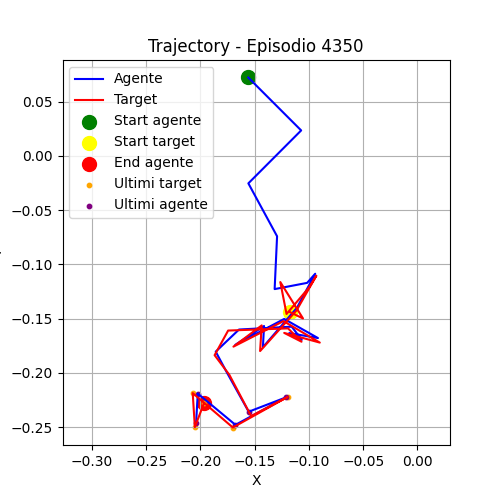 Trajectory - Episodio 4350
Agente
Target
Start agente
Start target
End agente
Ultimi target
Ultimi agente
0.05
0.00
−0.05
−0.10
−0.15
−0.20
−0.25
−0.30
−0.25
−0.20
−0.15
−0.10
−0.05
0.00
X